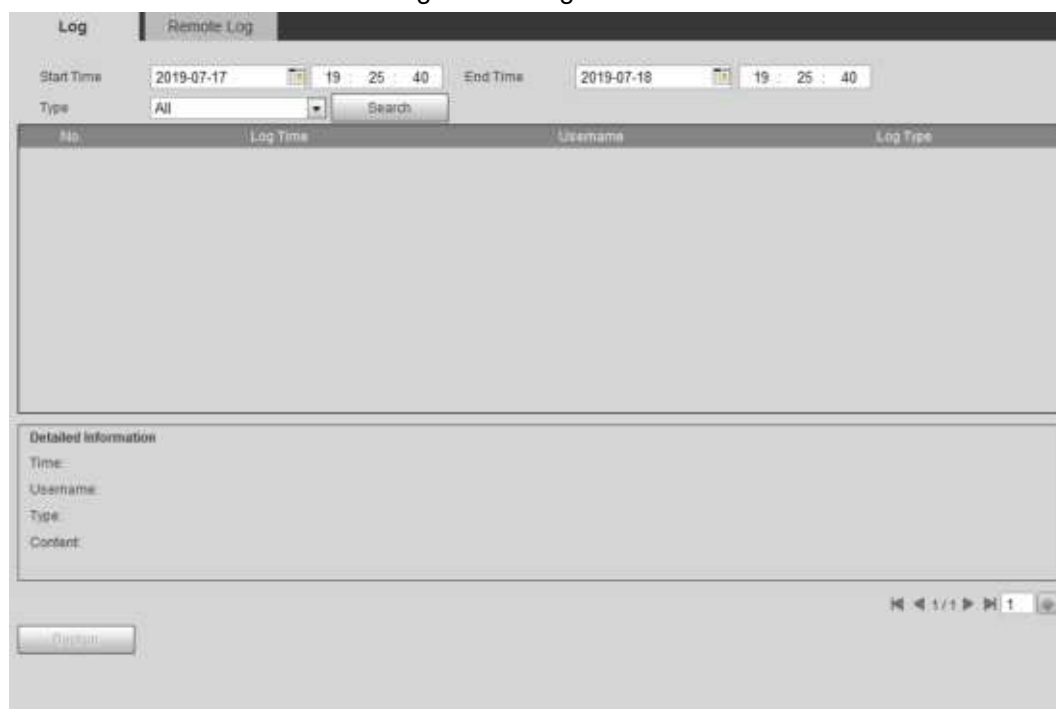 Log Remote Log
Start Time 2019-07-17 19 : 25 : 40 End Time 2019-07-18 19 : 25 : 40
Type All Search
No. Log Time Username Log Type
Detailed Information
Time:
Username:
Type:
Content:
1/1 1
Backup